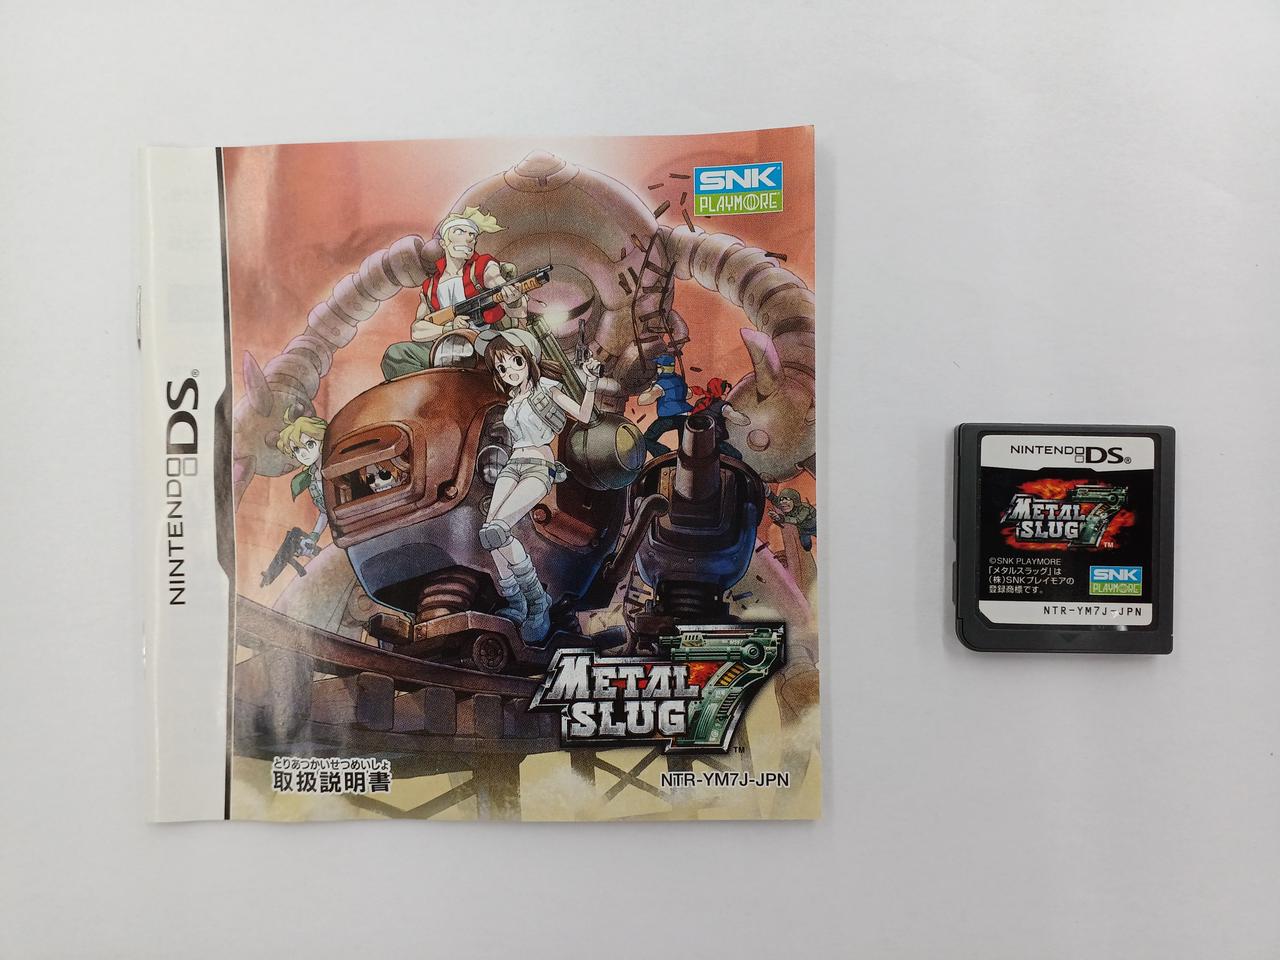 NINTENDO DS®
SNK®
PLAYMORE
METAL
SLUG 7™
とりあつかいせつめいしょ
取扱説明書
NTR-YM7J-JPN
NINTENDO DS®
METAL
SLUG 7™
©SNK PLAYMORE
「メタルスラッグ」は
(株)SNKプレイモアの
登録商標です。
SNK
PLAYMORE
NTR-YM7J-JPN